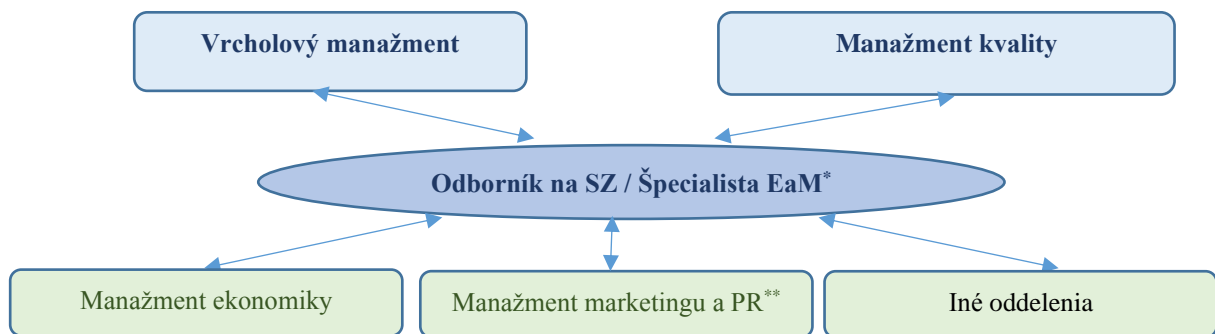 Vrcholový manažment
Manažment kvality
Odborník na SZ / Špecialista EaM*
Manažment ekonomiky
Manažment marketingu a PR**
Iné oddelenia